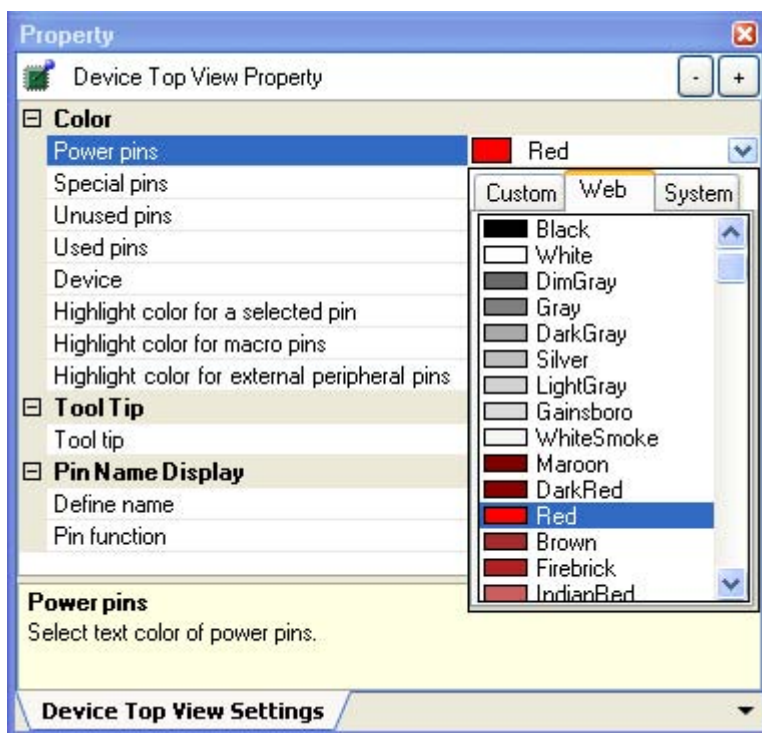 Property
Device Top View Property
- +
Color
Power pins Red
Special pins
Unused pins
Used pins
Device
Highlight color for a selected pin
Highlight color for macro pins
Highlight color for external peripheral pins
Tool Tip
Tool tip
Pin Name Display
Define name
Pin function
Custom Web System
Black
White
DimGray
Gray
DarkGray
Silver
LightGray
Gainsboro
WhiteSmoke
Maroon
DarkRed
Red
Brown
Firebrick
IndianRed
Power pins
Select text color of power pins.
Device Top View Settings